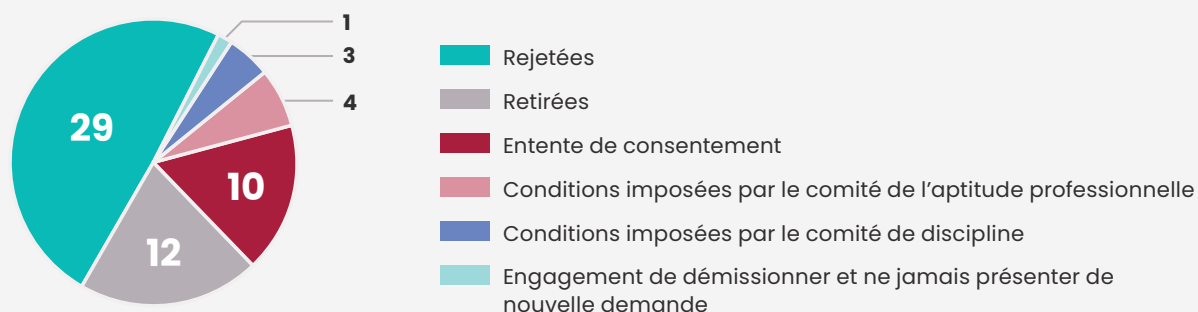 1
3
4
29
10
12
Rejetées
Retirées
Entente de consentement
Conditions imposées par le comité de l’aptitude professionnelle
Conditions imposées par le comité de discipline
Engagement de démissionner et ne jamais présenter de
nouvelle demande